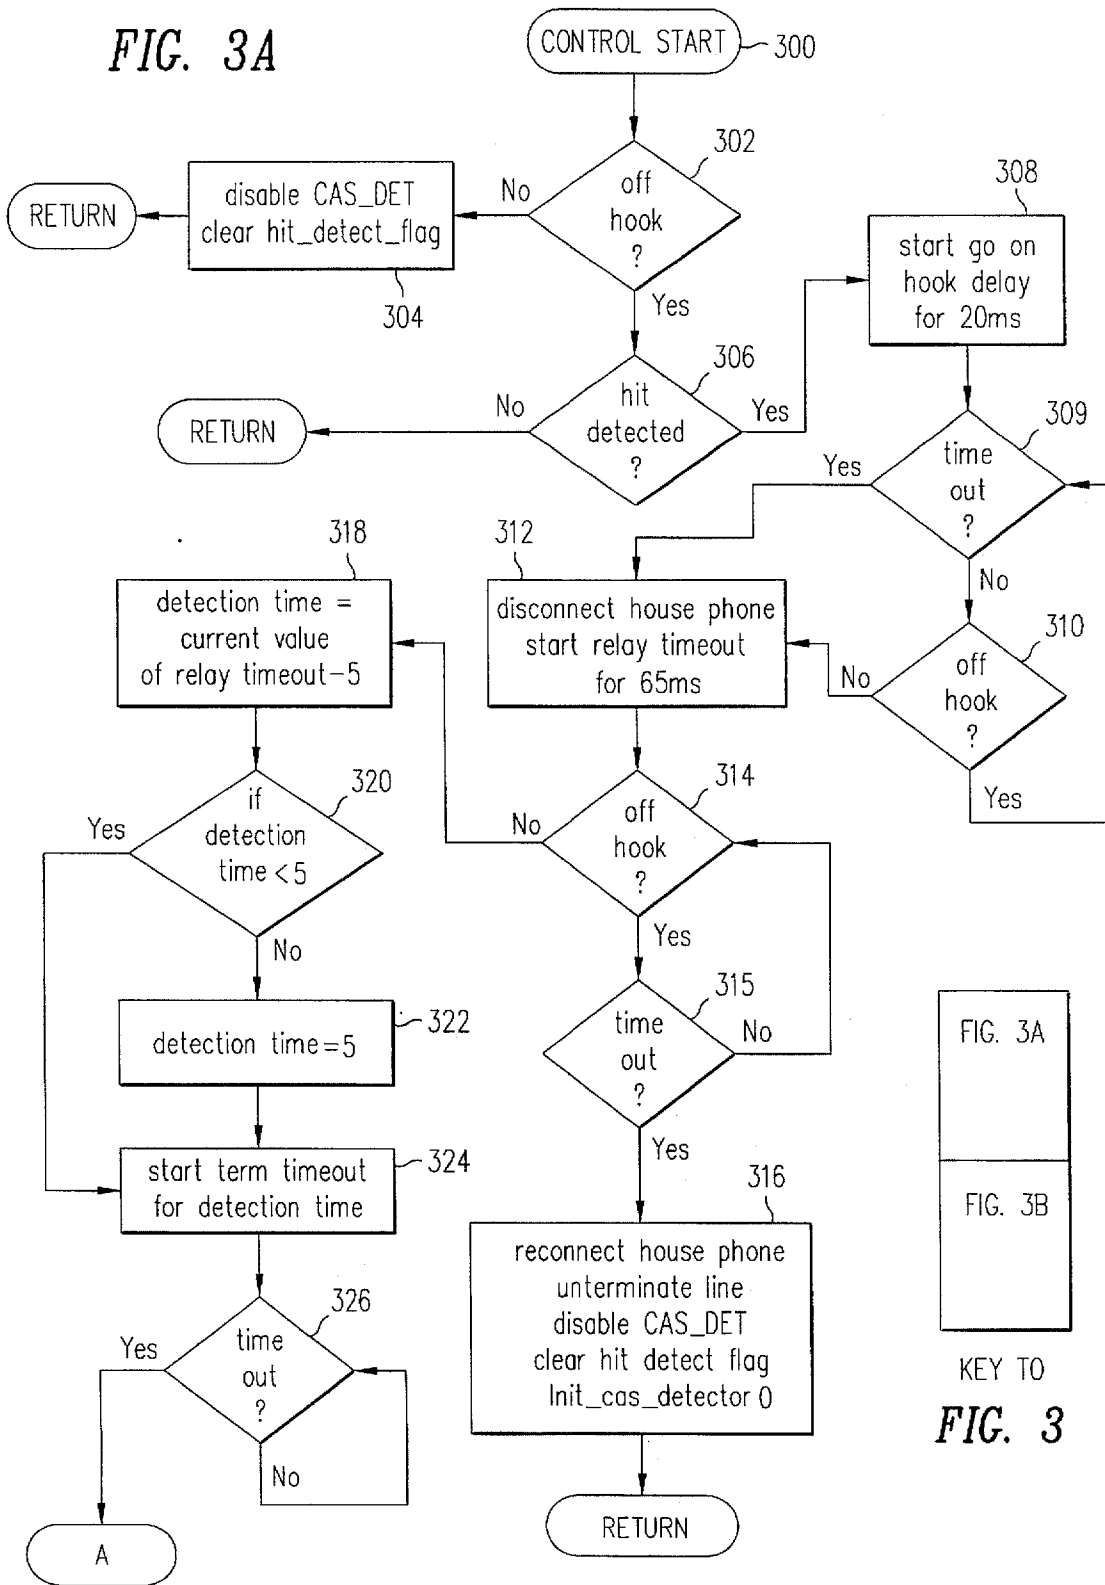 FIG. 3A
CONTROL START
300
302
off
hook
?
No
Yes
disable CAS_DET
clear hit_detect_flag
304
RETURN
306
hit
detected
?
No
Yes
RETURN
308
start go on
hook delay
for 20ms
309
time
out
?
Yes
No
310
off
hook
?
No
Yes
312
disconnect house phone
start relay timeout
for 65ms
314
off
hook
?
No
Yes
315
time
out
?
No
Yes
316
reconnect house phone
unterminate line
disable CAS_DET
clear hit detect flag
Init_cas_detector 0
RETURN
318
detection time =
current value
of relay timeout-5
320
if
detection
time <5
Yes
No
322
detection time=5
324
start term timeout
for detection time
326
time
out
?
Yes
No
A
FIG. 3A
FIG. 3B
KEY TO
FIG. 3